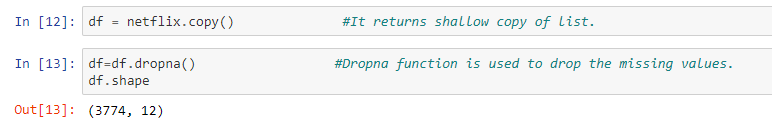 In [12]: df = netflix.copy() #It returns shallow copy of list.
In [13]: df=df.dropna() #Dropna function is used to drop the missing values.
df.shape
Out[13]: (3774, 12)